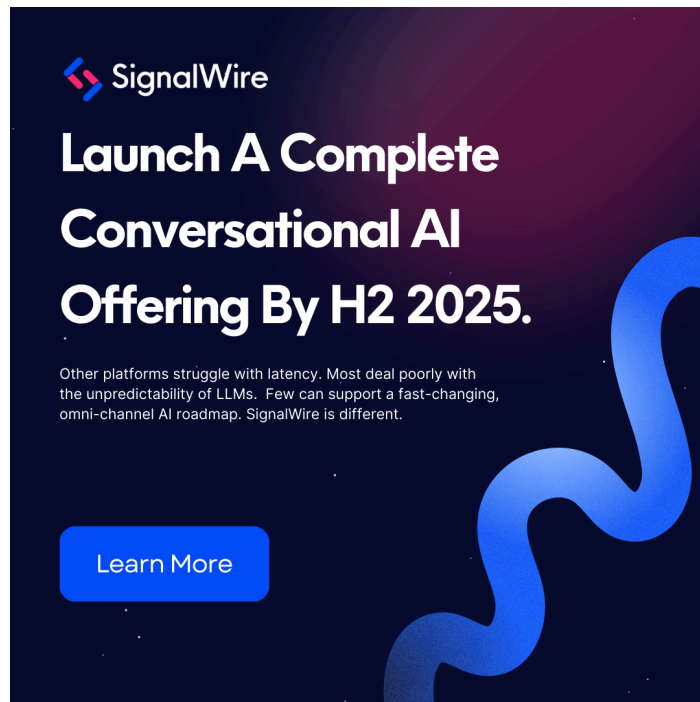 SignalWire
Launch A Complete
Conversational AI
Offering By H2 2025.
Other platforms struggle with latency. Most deal poorly with
the unpredictability of LLMs.  Few can support a fast-changing,
omni-channel AI roadmap. SignalWire is different.
Learn More